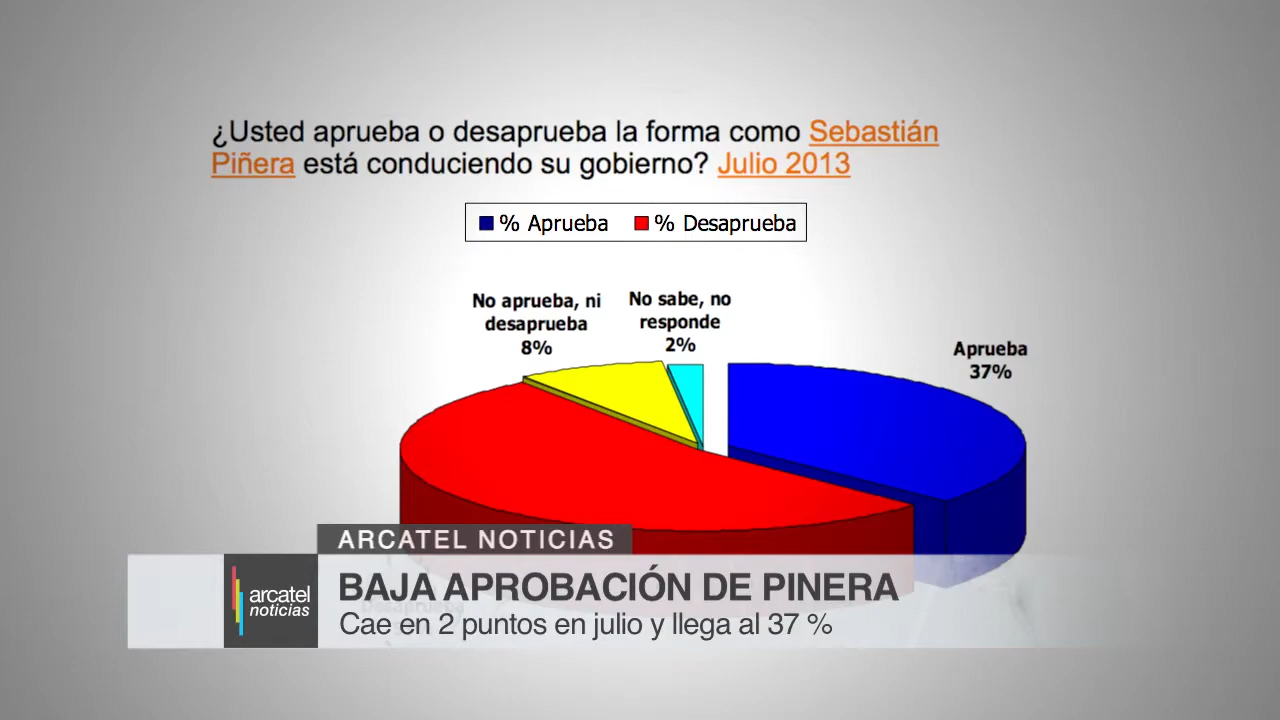 ¿Usted aprueba o desaprueba la forma como Sebastián
Piñera está conduciendo su gobierno? Julio 2013
% Aprueba % Desaprueba
No aprueba, ni
desaprueba
8%
No sabe, no
responde
2%
Aprueba
37%
Desaprueba
ARCATEL NOTICIAS
arcatel
noticias
BAJA APROBACIÓN DE PINERA
Cae en 2 puntos en julio y llega al 37 %